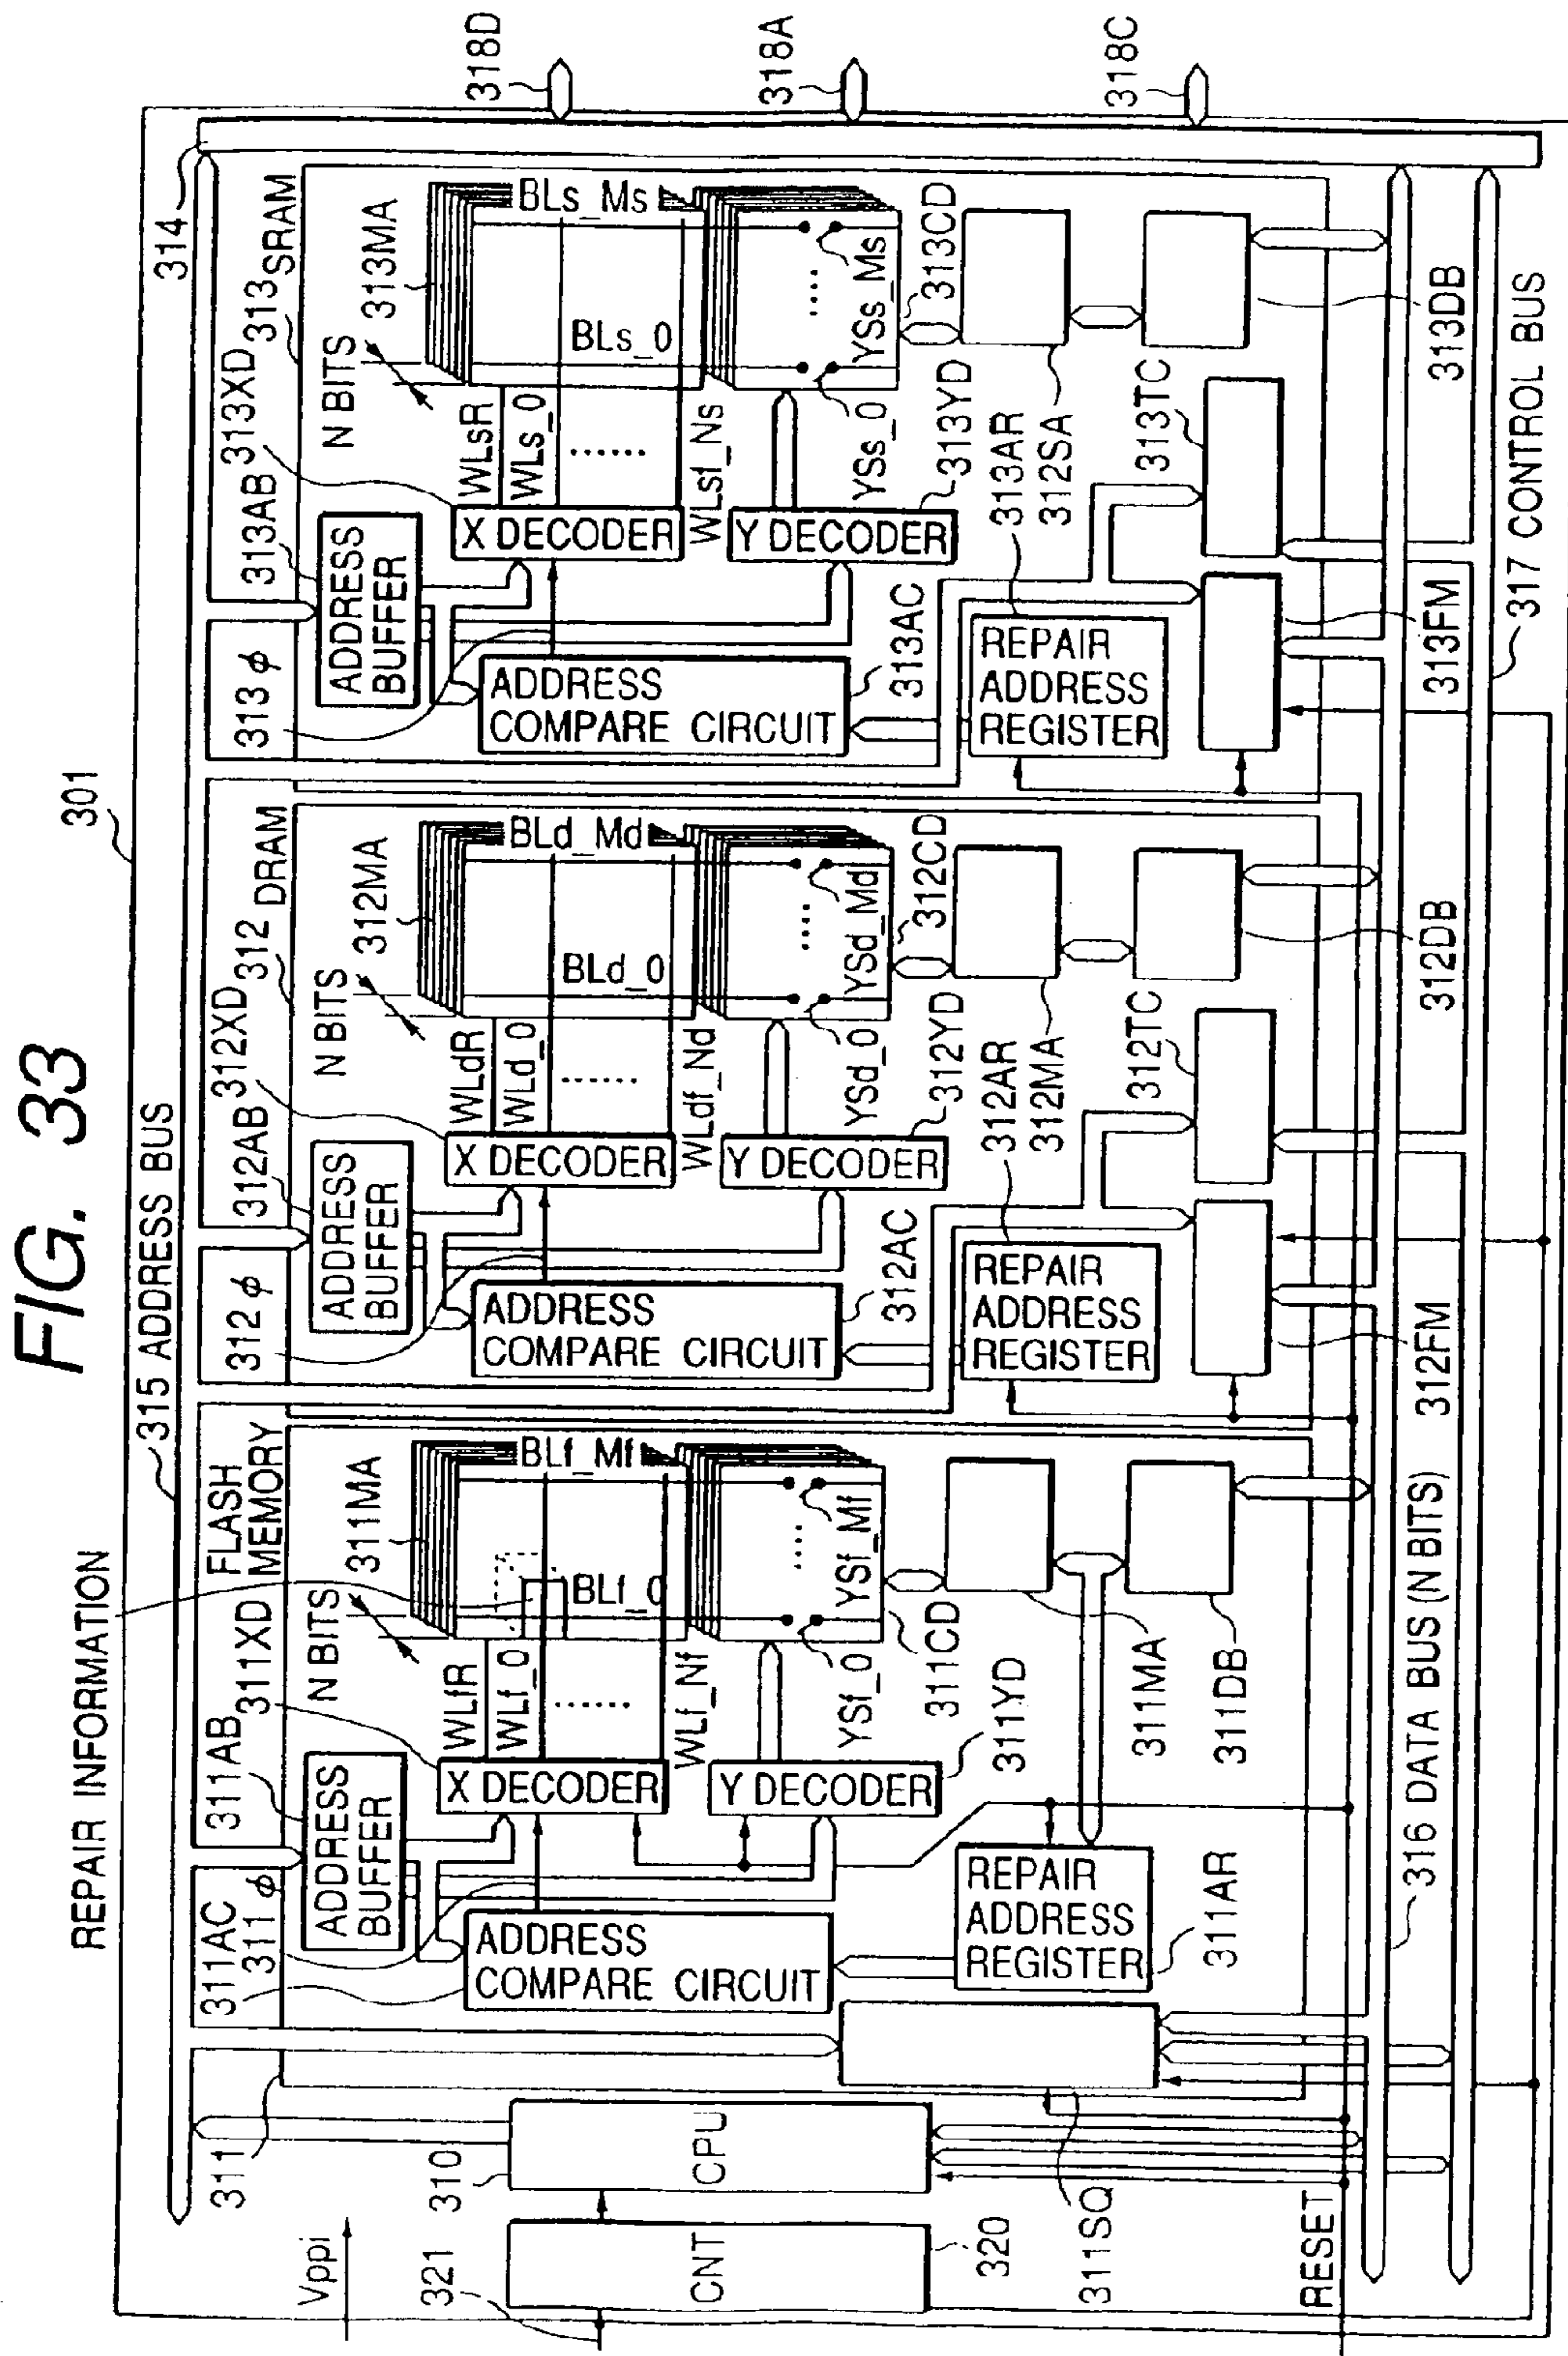 FIG. 33
301
315 ADDRESS BUS
REPAIR INFORMATION
314
318D
318A
318C
Vppi
321
CNT
320
310
CPU
RESET
311
311SQ
FLASH
MEMORY
311AC
311φ
311AB
311XD
N BITS
311MA
ADDRESS
BUFFER
X DECODER
WLfR
WLf_0
WLf_Nf
BLf_Mf
BLf_0
Y DECODER
YSf_0
YSf_Mf
311CD
311YD
311MA
311DB
ADDRESS
COMPARE CIRCUIT
REPAIR
ADDRESS
REGISTER
311AR
312φ
312AB
312XD
312 DRAM
N BITS
312MA
ADDRESS
BUFFER
X DECODER
WLdR
WLd_0
WLdf_Nd
BLd_Md
BLd_0
Y DECODER
YSd_0
YSd_Md
312CD
312YD
312AR
312MA
ADDRESS
COMPARE CIRCUIT
312AC
REPAIR
ADDRESS
REGISTER
312TC
312FM
312DB
313φ
313AB
313XD
313 SRAM
N BITS
313MA
ADDRESS
BUFFER
X DECODER
WLsR
WLs_0
WLsf_Ns
BLs_Ms
BLs_0
Y DECODER
YSs_0
YSs_Ms
313CD
313YD
313AR
312SA
ADDRESS
COMPARE CIRCUIT
313AC
REPAIR
ADDRESS
REGISTER
313TC
313FM
313DB
316 DATA BUS (N BITS)
317 CONTROL BUS